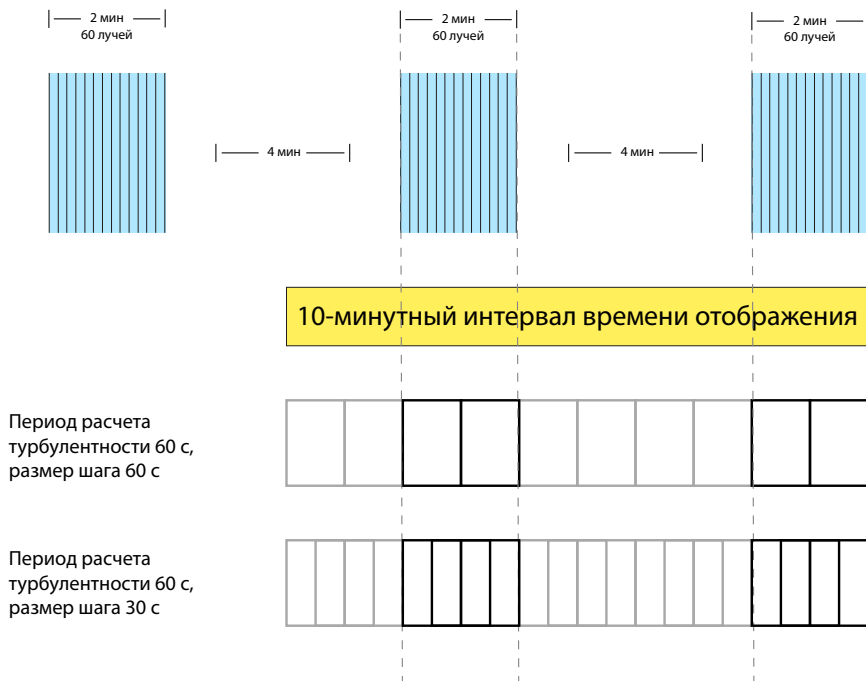 2 мин
60 лучей
2 мин
60 лучей
2 мин
60 лучей
4 мин
4 мин
10-минутный интервал времени отображения
Период расчета
турбулентности 60 с,
размер шага 60 с
Период расчета
турбулентности 60 с,
размер шага 30 с